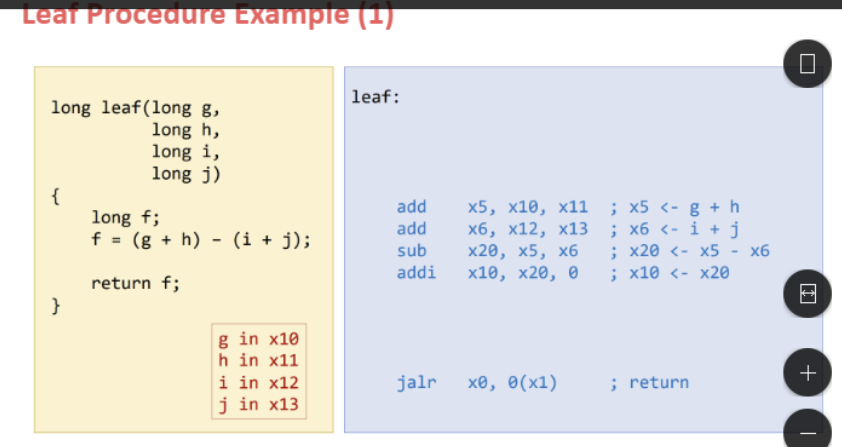 Leaf Procedure Example (1)
long leaf(long g,
long h,
long i,
long j)
{
long f;
f = (g + h) - (i + j);
return f;
}
g in x10
h in x11
i in x12
j in x13
leaf:
add x5, x10, x11 ; x5 <- g + h
add x6, x12, x13 ; x6 <- i + j
sub x20, x5, x6 ; x20 <- x5 - x6
addi x10, x20, 0 ; x10 <- x20
jalr x0, 0(x1) ; return